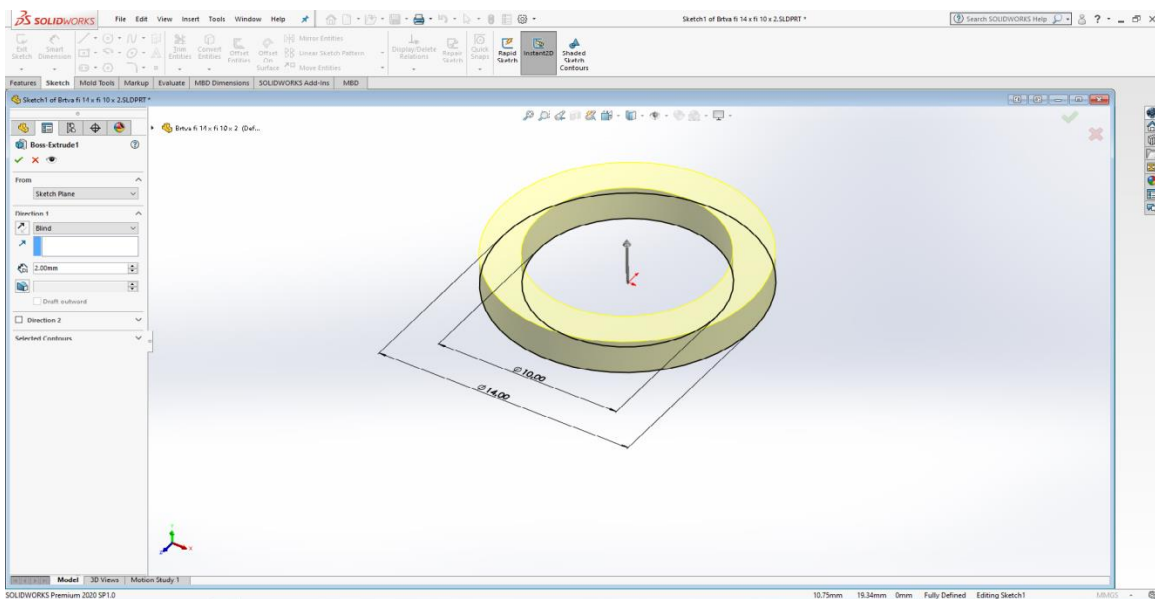 SOLIDWORKS File Edit View Insert Tools Window Help Sketch1 of Brtva fi 14 x fi 10 x 2.SLDPRT * Search SOLIDWORKS Help
Exit Sketch
Smart Dimension
Trim Entities
Convert Entities
Offset Entities
Offset On Surface
Mirror Entities
Linear Sketch Pattern
Move Entities
Display/Delete Relations
Repair Sketch
Quick Snaps
Rapid Sketch
Instant2D
Shaded Sketch Contours
Features Sketch Mold Tools Markup Evaluate MBD Dimensions SOLIDWORKS Add-Ins MBD
Sketch1 of Brtva fi 14 x fi 10 x 2.SLDPRT *
Brtva fi 14 x fi 10 x 2 (Def...
Boss-Extrude1
From
Sketch Plane
Direction 1
Blind
2.00mm
Draft outward
Direction 2
Selected Contours
⌀10,00
⌀14,00
Model 3D Views Motion Study 1
SOLIDWORKS Premium 2020 SP1.0 10.75mm 19.34mm 0mm Fully Defined Editing Sketch1 MMGS